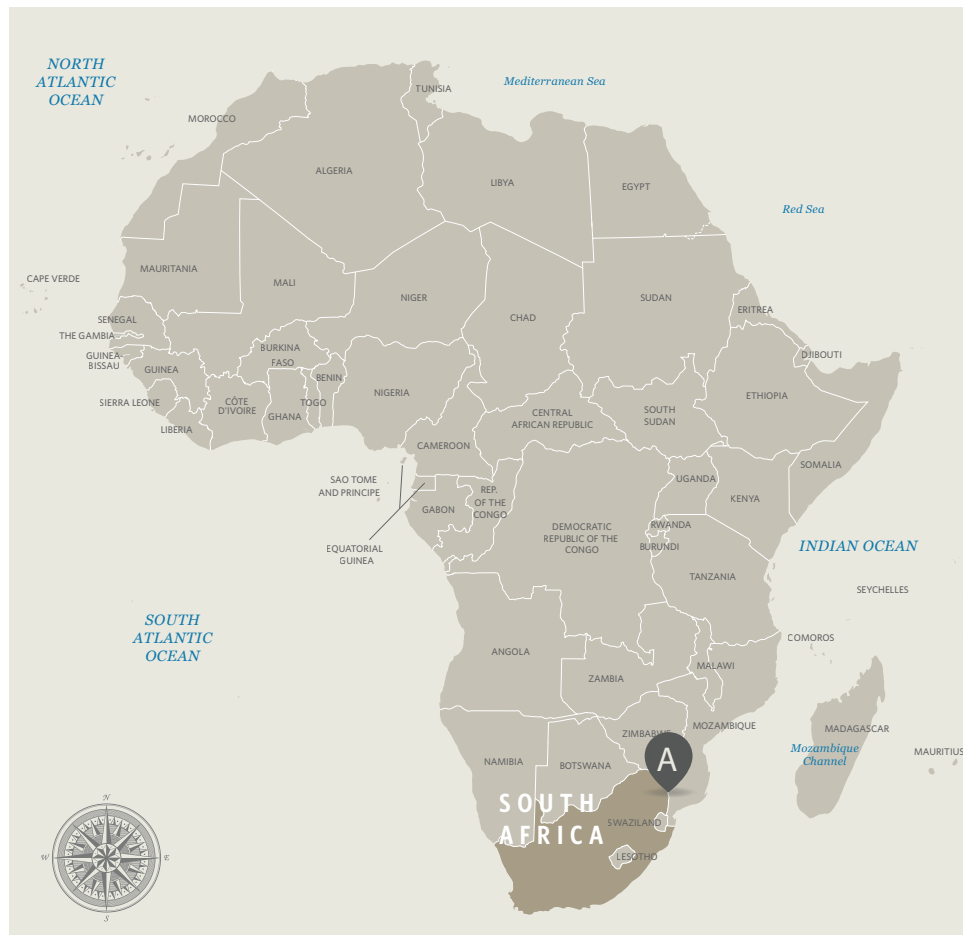 NORTH
ATLANTIC
OCEAN
Mediterranean Sea
TUNISIA
MOROCCO
ALGERIA
LIBYA
EGYPT
Red Sea
CAPE VERDE
MAURITANIA
MALI
NIGER
CHAD
SUDAN
ERITREA
SENEGAL
THE GAMBIA
GUINEA-
BISSAU
GUINEA
BURKINA
FASO
BENIN
DJIBOUTI
SIERRA LEONE
CÔTE
D'IVOIRE
GHANA
TOGO
NIGERIA
ETHIOPIA
LIBERIA
CENTRAL
AFRICAN REPUBLIC
SOUTH
SUDAN
CAMEROON
SOMALIA
SAO TOME
AND PRINCIPE
UGANDA
KENYA
GABON
REP.
OF THE
CONGO
EQUATORIAL
GUINEA
DEMOCRATIC
REPUBLIC OF THE
CONGO
RWANDA
BURUNDI
INDIAN OCEAN
TANZANIA
SEYCHELLES
SOUTH
ATLANTIC
OCEAN
COMOROS
ANGOLA
MALAWI
ZAMBIA
MOZAMBIQUE
MADAGASCAR
ZIMBABWE
Mozambique
Channel
MAURITIUS
NAMIBIA
BOTSWANA
A
SOUTH
AFRICA
SWAZILAND
LESOTHO
N
W
E
S